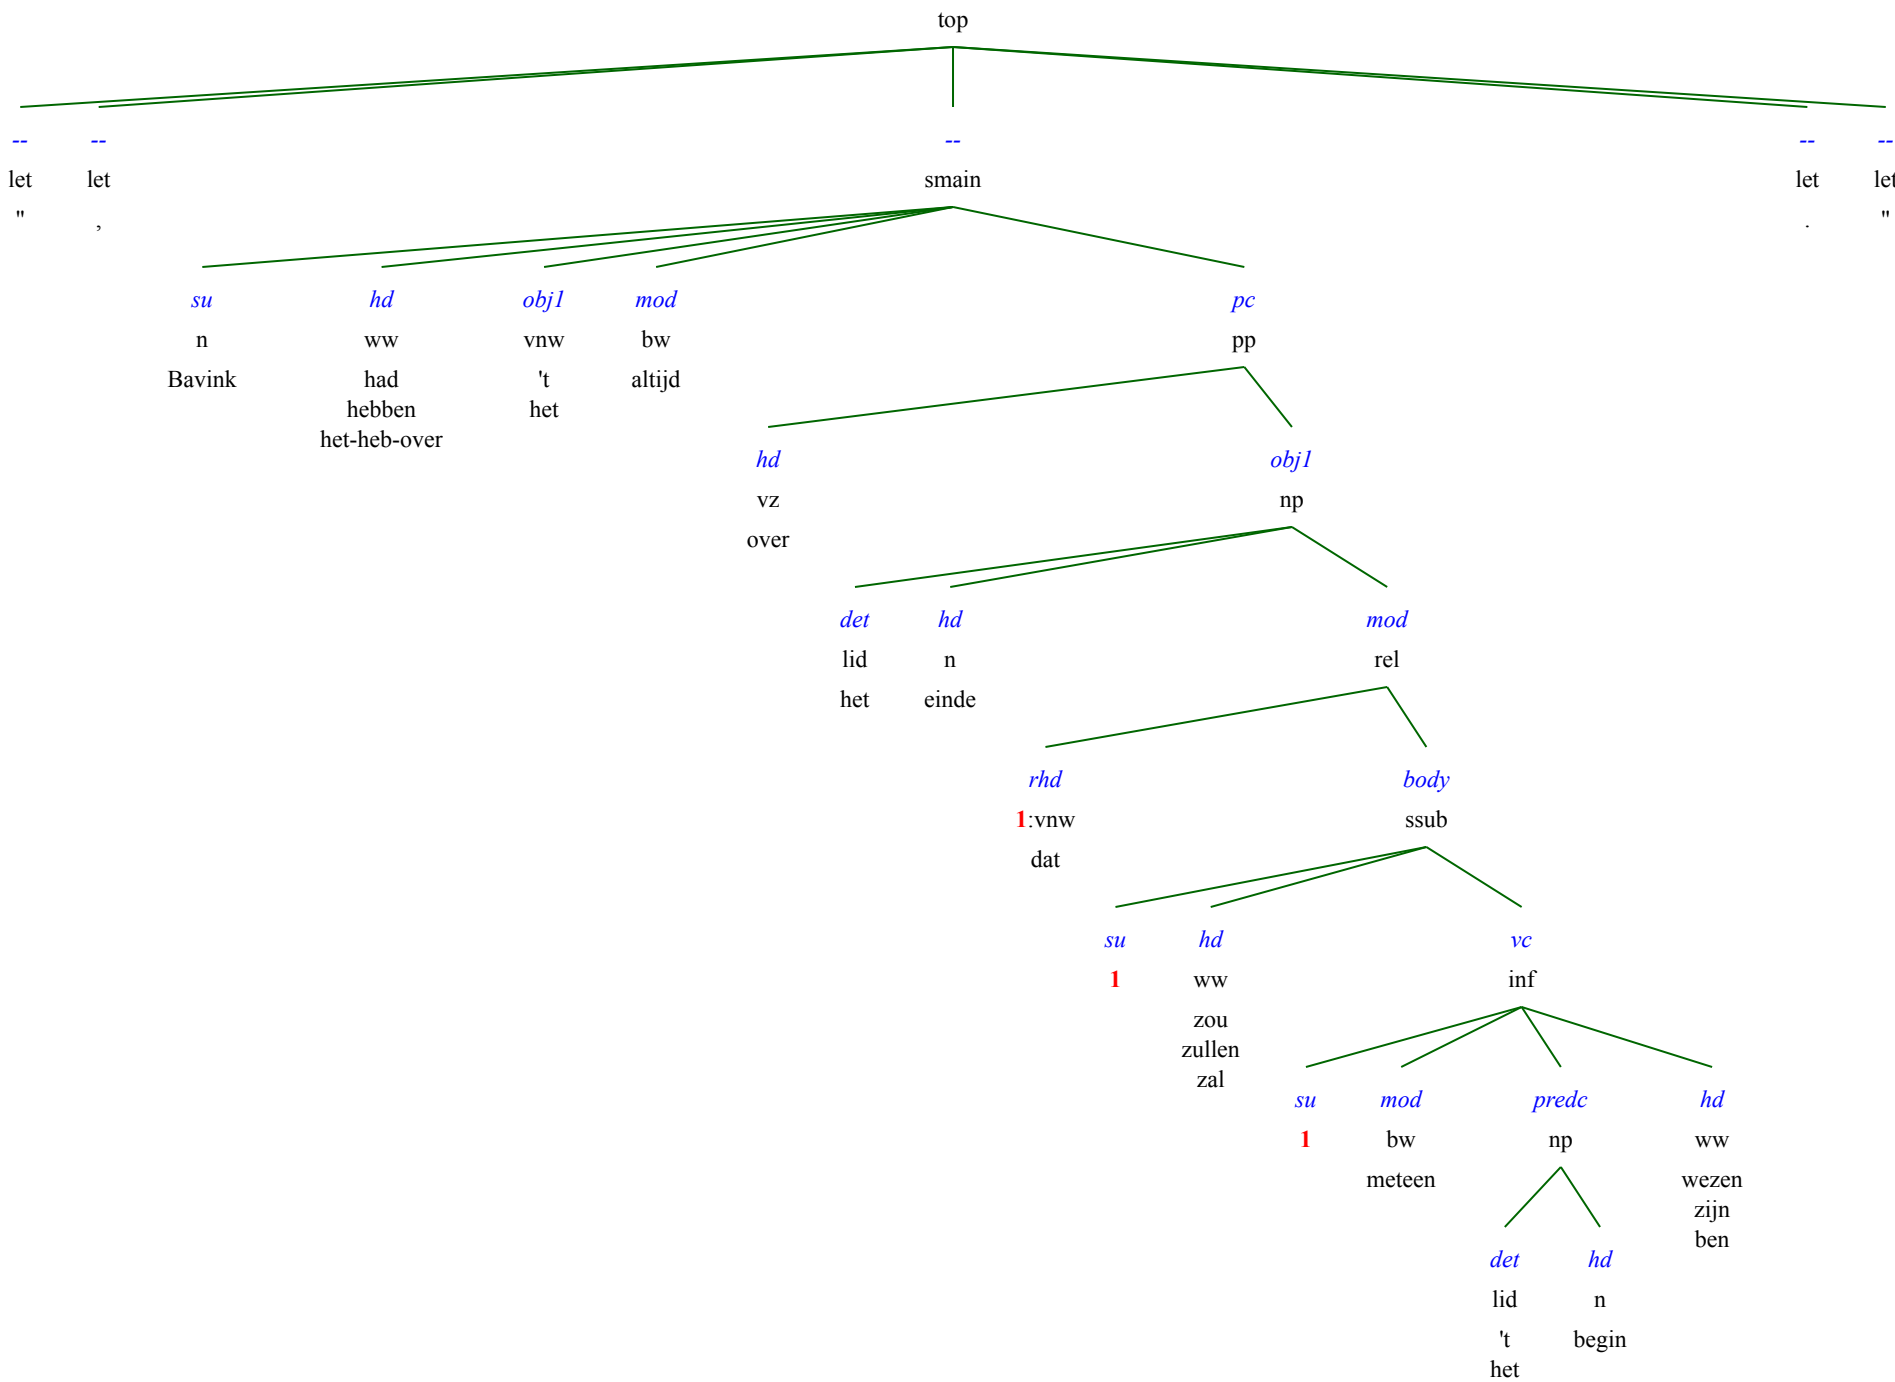 top
-- -- -- -- --
let let smain let let
" , . "
su hd obj1 mod pc
n ww vnw bw pp
Bavink had 't altijd
hebben het
het-heb-over
hd obj1
vz np
over
det hd mod
lid n rel
het einde
rhd body
1:vnw ssub
dat
su hd vc
1 ww inf
zou
zullen
zal
su mod predc hd
1 bw np ww
meteen wezen
zijn
ben
det hd
lid n
't begin
het